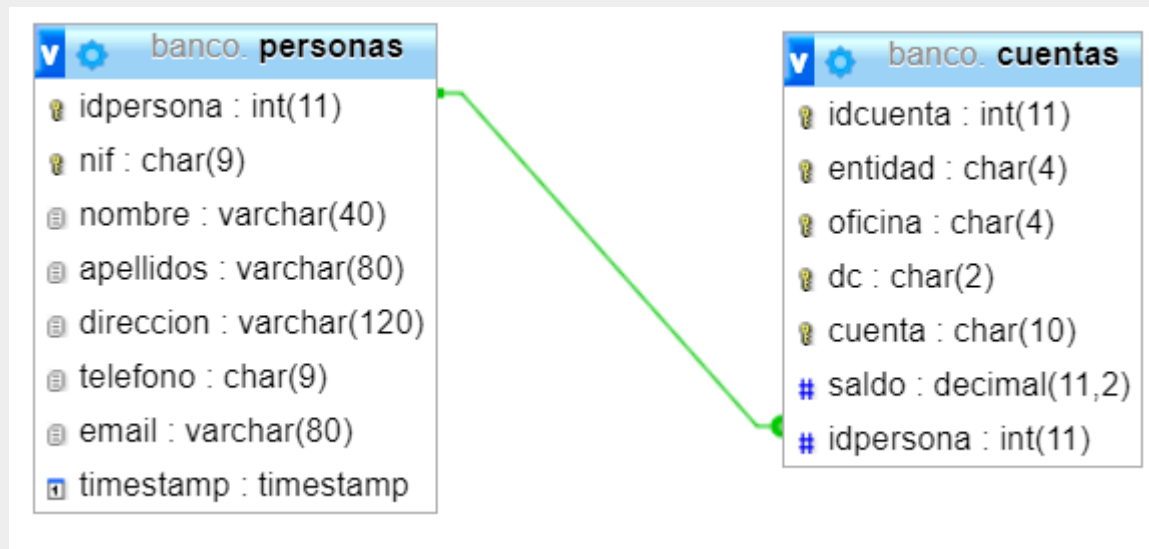 banco. personas
idpersona : int(11)
nif : char(9)
nombre : varchar(40)
apellidos : varchar(80)
direccion : varchar(120)
telefono : char(9)
email : varchar(80)
timestamp : timestamp
banco. cuentas
idcuenta : int(11)
entidad : char(4)
oficina : char(4)
dc : char(2)
cuenta : char(10)
# saldo : decimal(11,2)
# idpersona : int(11)